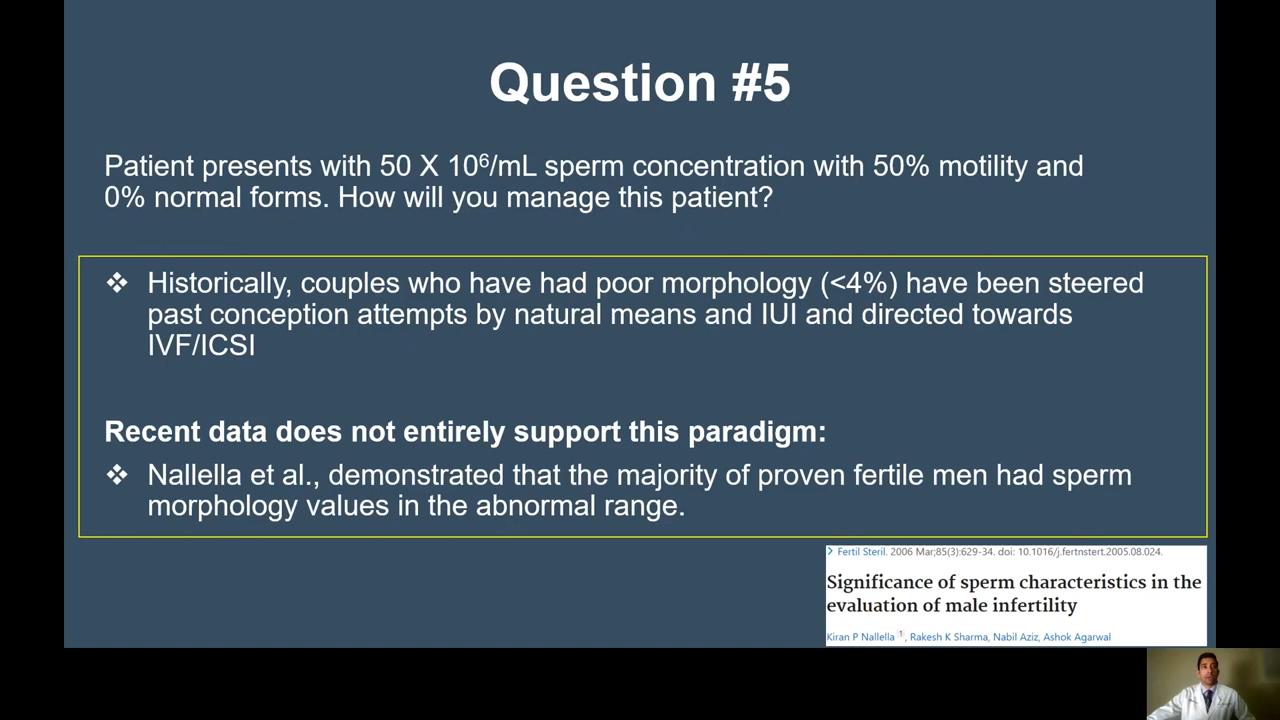 Question #5
Patient presents with 50 X 10⁶/mL sperm concentration with 50% motility and
0% normal forms. How will you manage this patient?
❖ Historically, couples who have had poor morphology (<4%) have been steered
past conception attempts by natural means and IUI and directed towards
IVF/ICSI
Recent data does not entirely support this paradigm:
❖ Nallella et al., demonstrated that the majority of proven fertile men had sperm
morphology values in the abnormal range.
> Fertil Steril. 2006 Mar;85(3):629-34. doi: 10.1016/j.fertnstert.2005.08.024.
Significance of sperm characteristics in the
evaluation of male infertility
Kiran P Nallella ¹, Rakesh K Sharma, Nabil Aziz, Ashok Agarwal